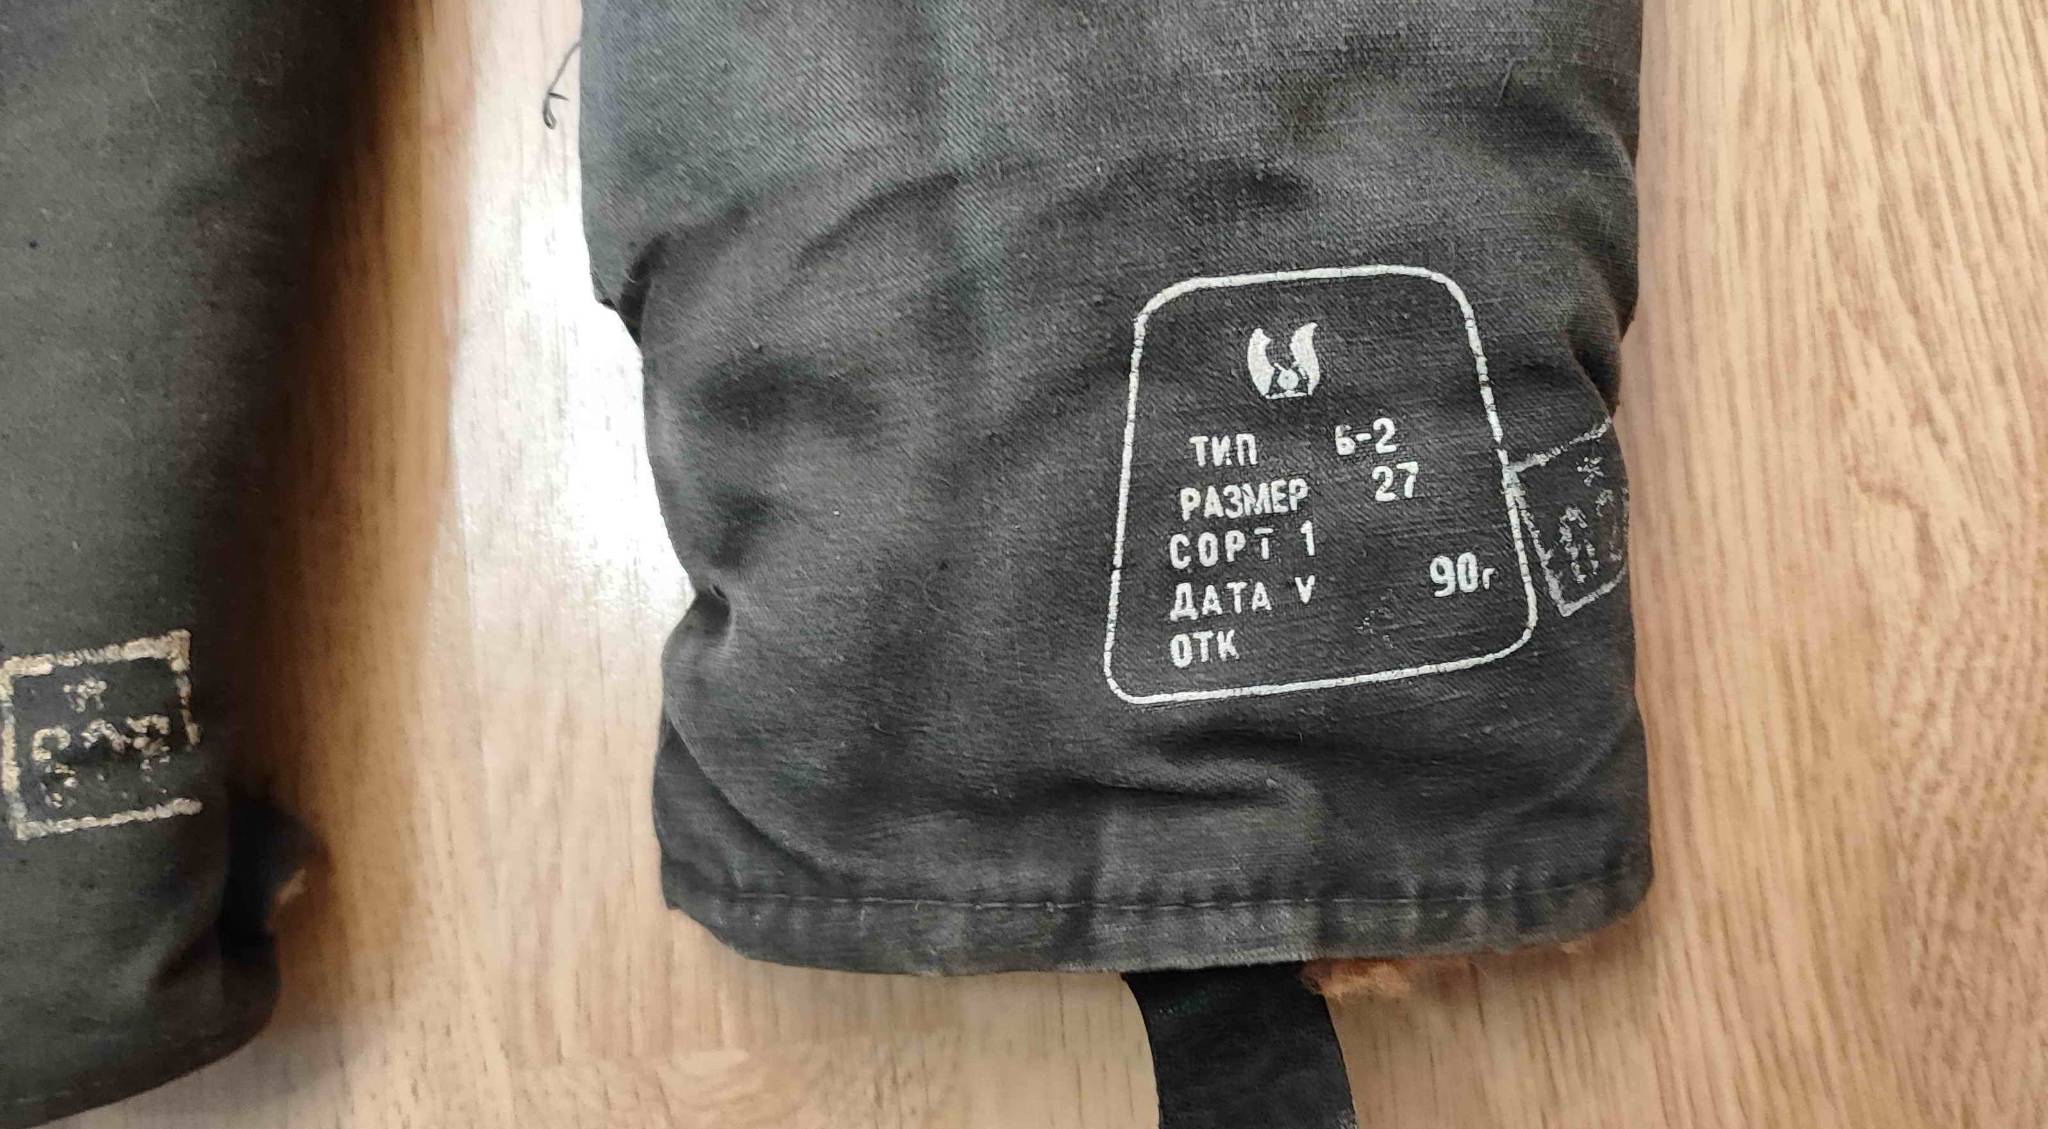 ТИП Б-2
РАЗМЕР 27
СОРТ 1
ДАТА V 90г
ОТК